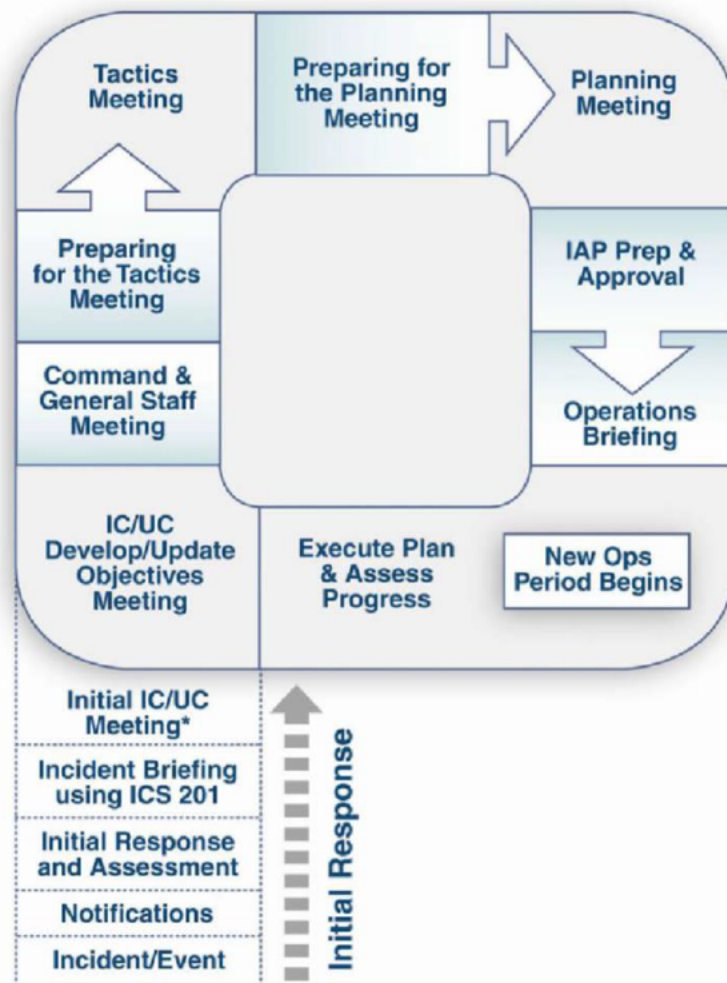 Tactics
Meeting
Preparing for
the Planning
Meeting
Planning
Meeting
Preparing
for the Tactics
Meeting
IAP Prep &
Approval
Command &
General Staff
Meeting
Operations
Briefing
IC/UC
Develop/Update
Objectives
Meeting
Execute Plan
& Assess
Progress
New Ops
Period Begins
Initial IC/UC
Meeting*
Incident Briefing
using ICS 201
Initial Response
and Assessment
Notifications
Incident/Event
Initial Response